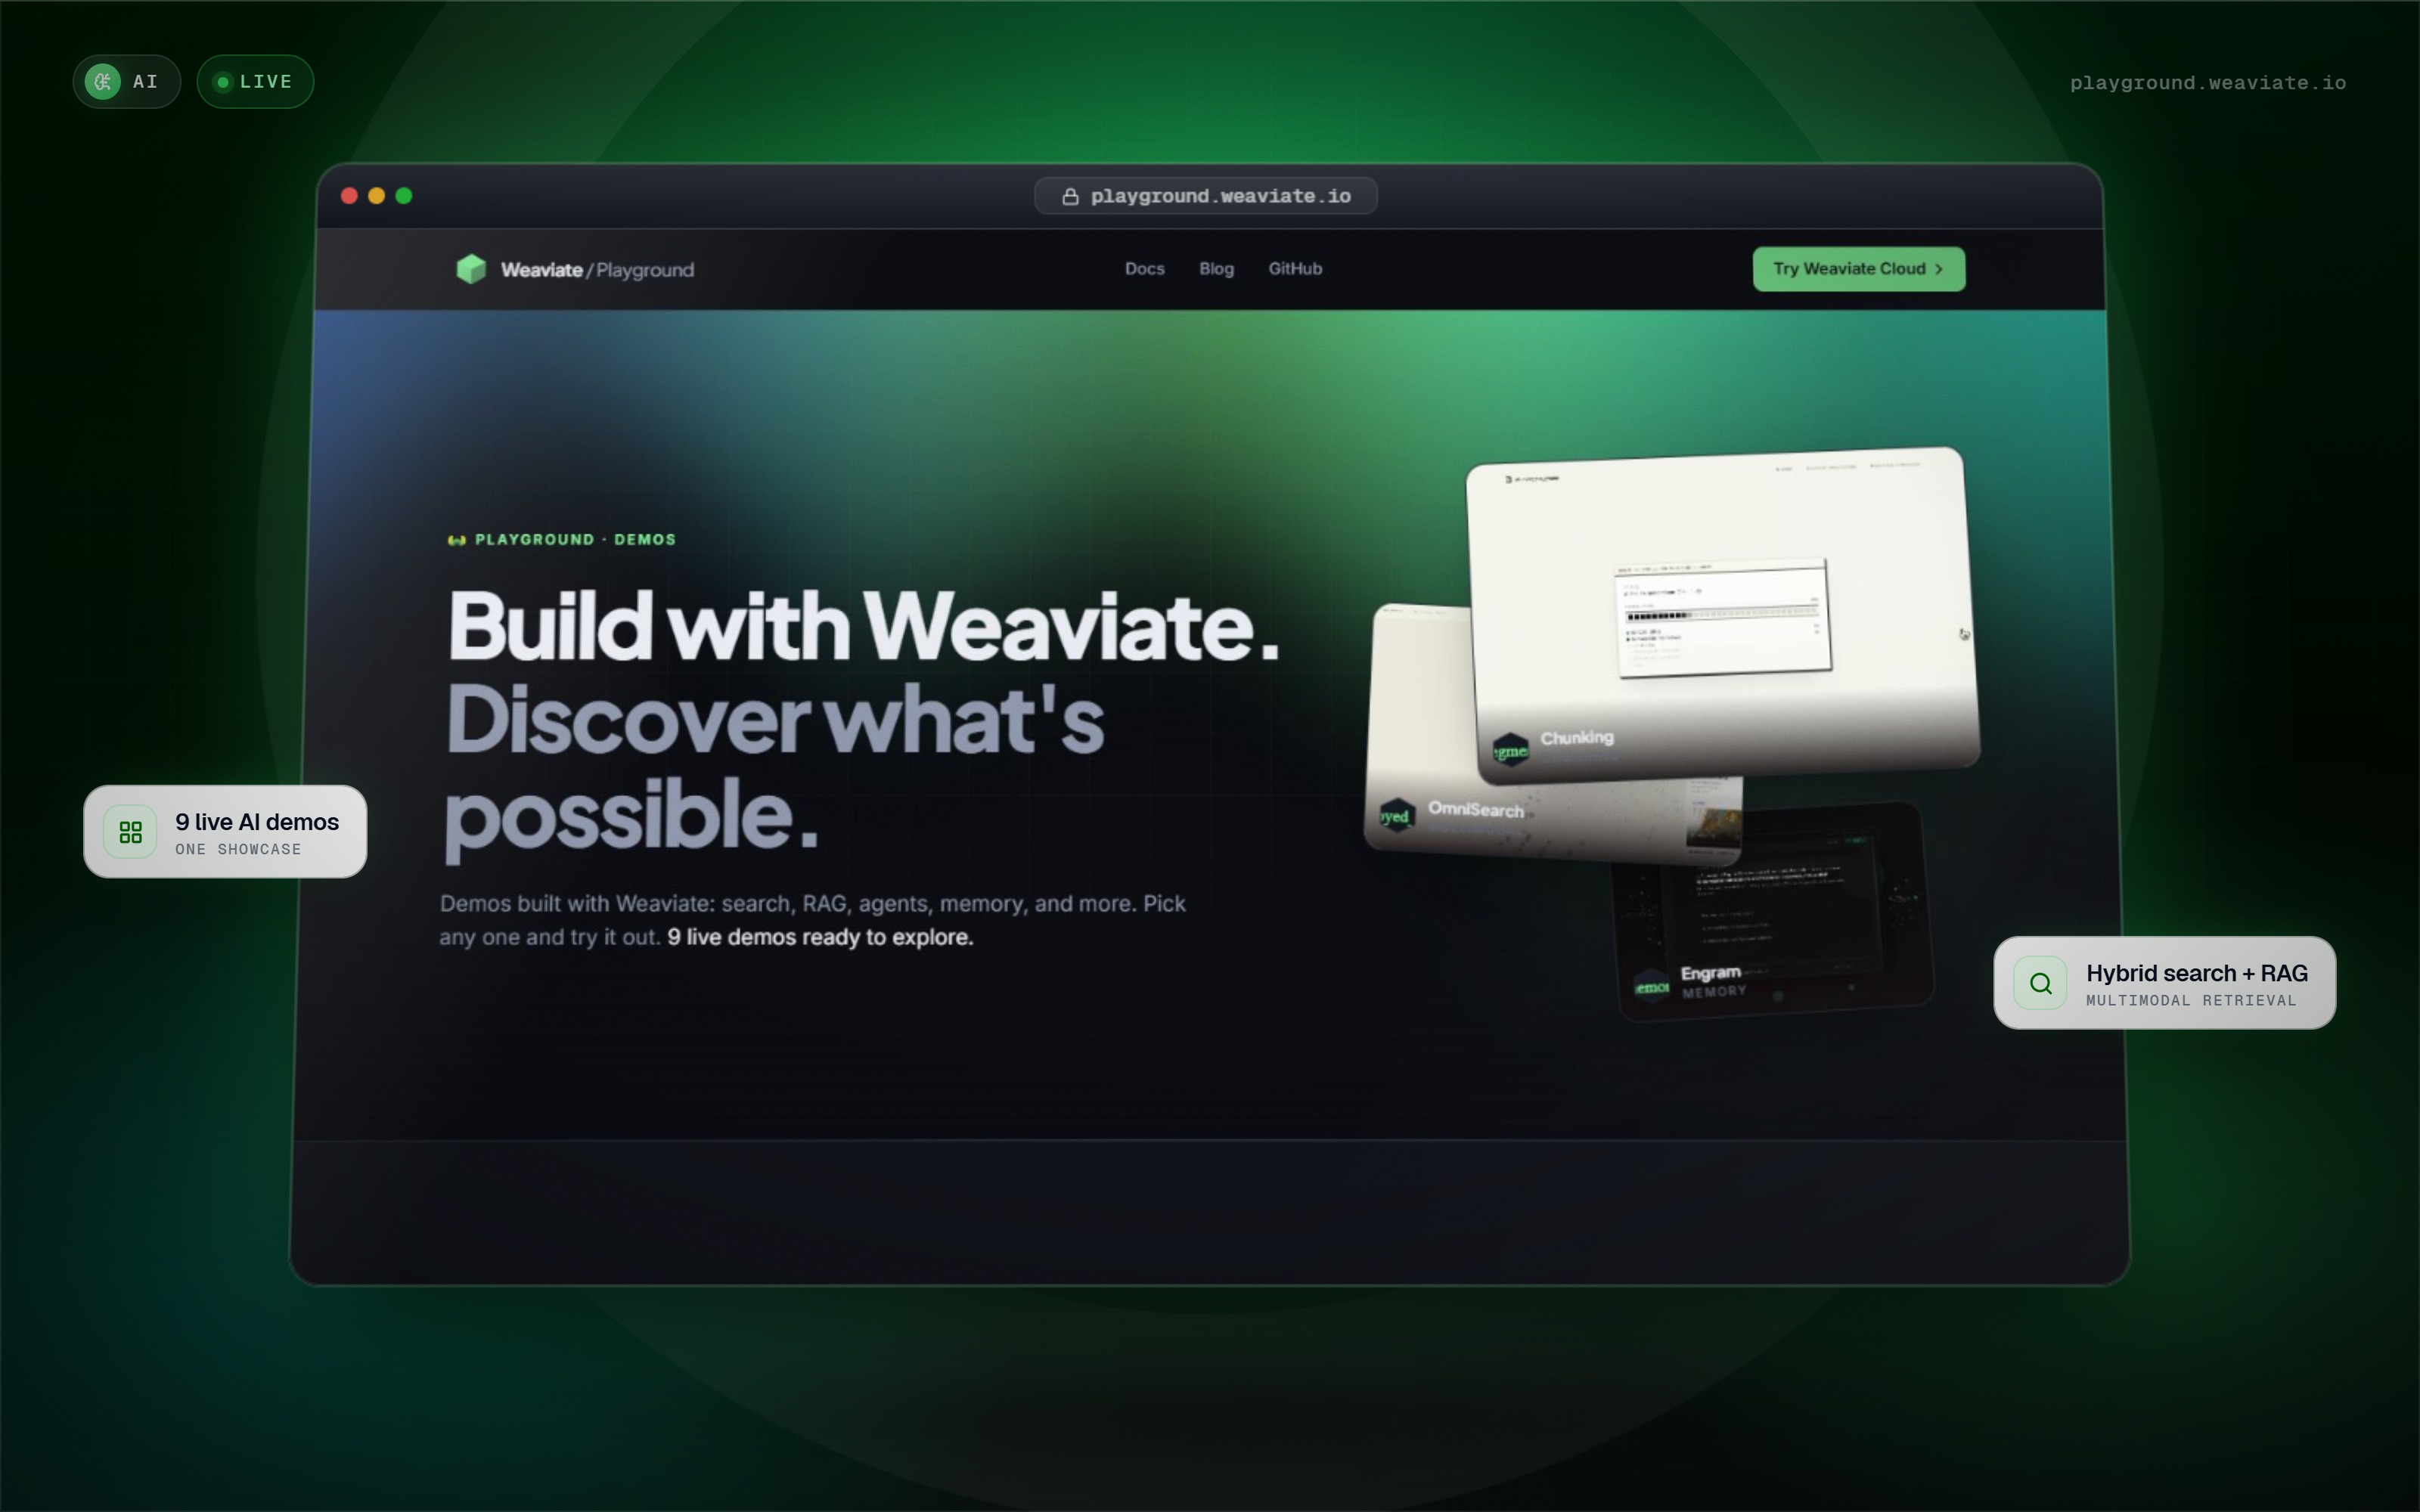 AI
LIVE
playground.weaviate.io
playground.weaviate.io
Weaviate / Playground
Docs
Blog
GitHub
Try Weaviate Cloud
PLAYGROUND · DEMOS
Build with Weaviate.
Discover what's
possible.
Demos built with Weaviate: search, RAG, agents, memory, and more. Pick
any one and try it out. 9 live demos ready to explore.
Chunking
OmniSearch
Engram
MEMORY
9 live AI demos
ONE SHOWCASE
Hybrid search + RAG
MULTIMODAL RETRIEVAL